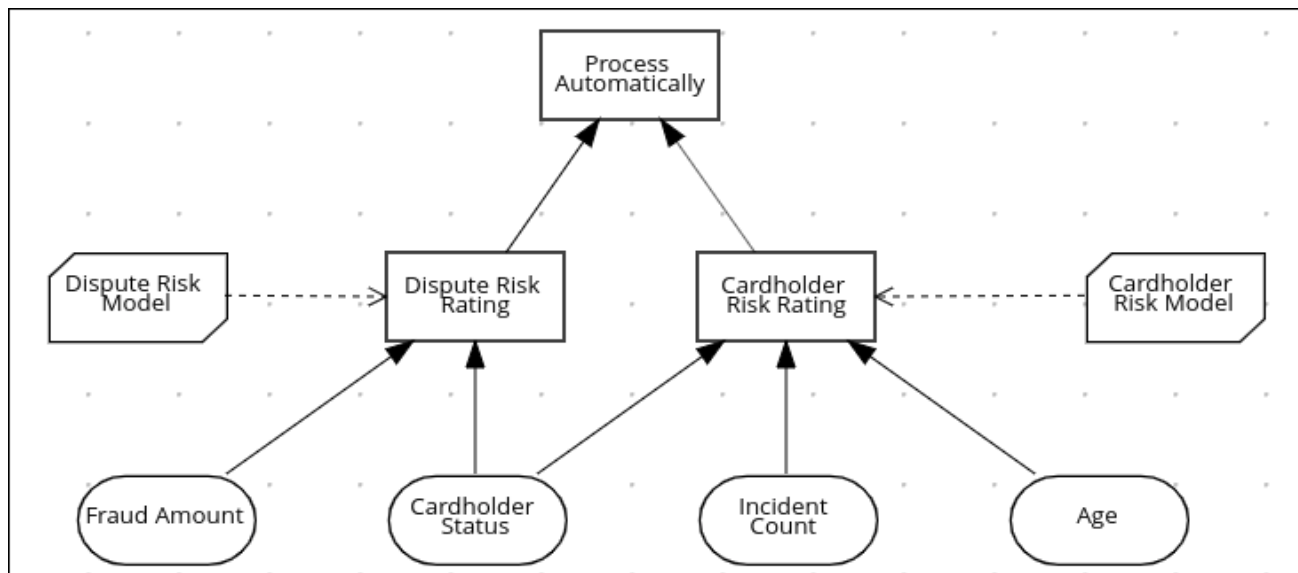 Process
Automatically
Dispute Risk
Model
Dispute Risk
Rating
Cardholder
Risk Rating
Cardholder
Risk Model
Fraud Amount
Cardholder
Status
Incident
Count
Age